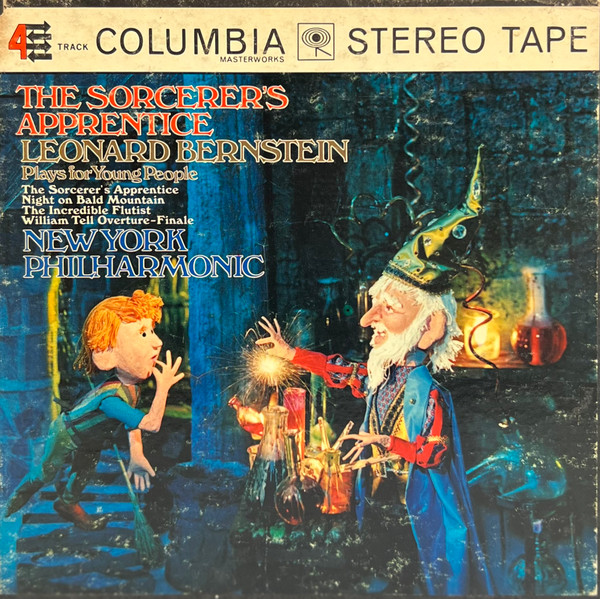 4 TRACK COLUMBIA STEREO TAPE
MASTERWORKS
THE SORCERER'S
APPRENTICE
LEONARD BERNSTEIN
Plays for Young People
The Sorcerer's Apprentice
Night on Bald Mountain
The Incredible Flutist
William Tell Overture-Finale
NEW YORK
PHILHARMONIC